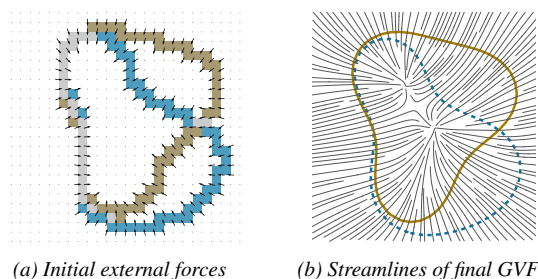 (a) Initial external forces
(b) Streamlines of final GVF